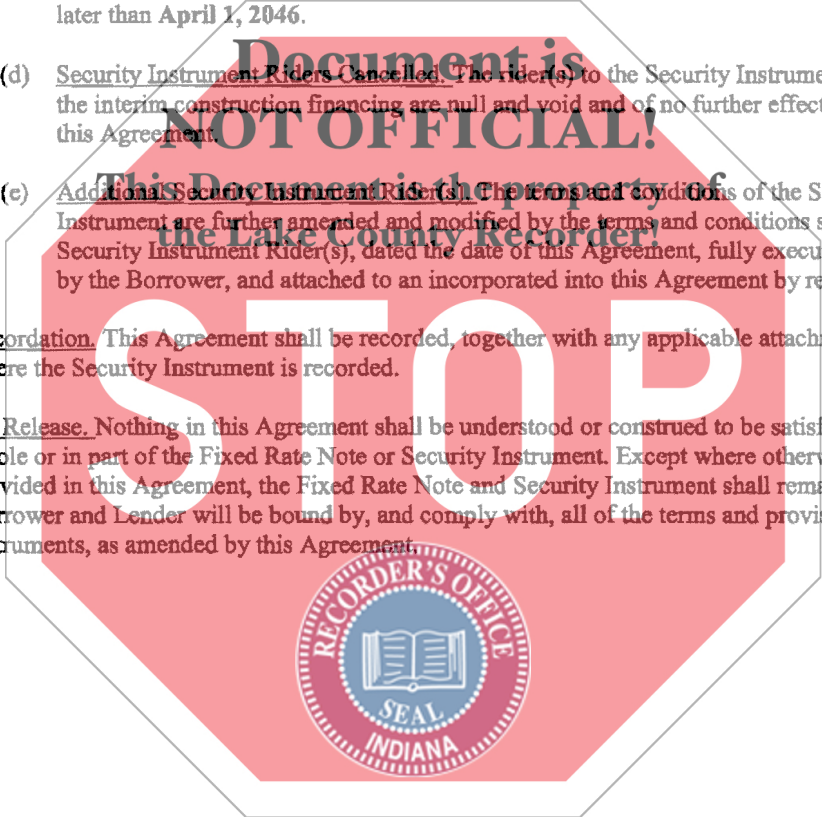 later than April 1, 2046.
Document is
(d) Security Instrument Riders Cancelled. The rider(s) to the Security Instrume
the interim construction financing are null and void and of no further effect
NOT OFFICIAL!
this Agreement.
This Document is the property of
(e) Additional Security Instrument Rider(s). The terms and conditions of the S
Instrument are further amended and modified by the terms and conditions s
the Lake County Recorder!
Security Instrument Rider(s), dated the date of this Agreement, fully execu
by the Borrower, and attached to an incorporated into this Agreement by re
STOP
cordation. This Agreement shall be recorded, together with any applicable attachm
ere the Security Instrument is recorded.
Release. Nothing in this Agreement shall be understood or construed to be satisf
ole or in part of the Fixed Rate Note or Security Instrument. Except where otherw
vided in this Agreement, the Fixed Rate Note and Security Instrument shall rema
rower and Lender will be bound by, and comply with, all of the terms and provis
ruments, as amended by this Agreement.
RECORDER'S OFFICE
SEAL
INDIANA